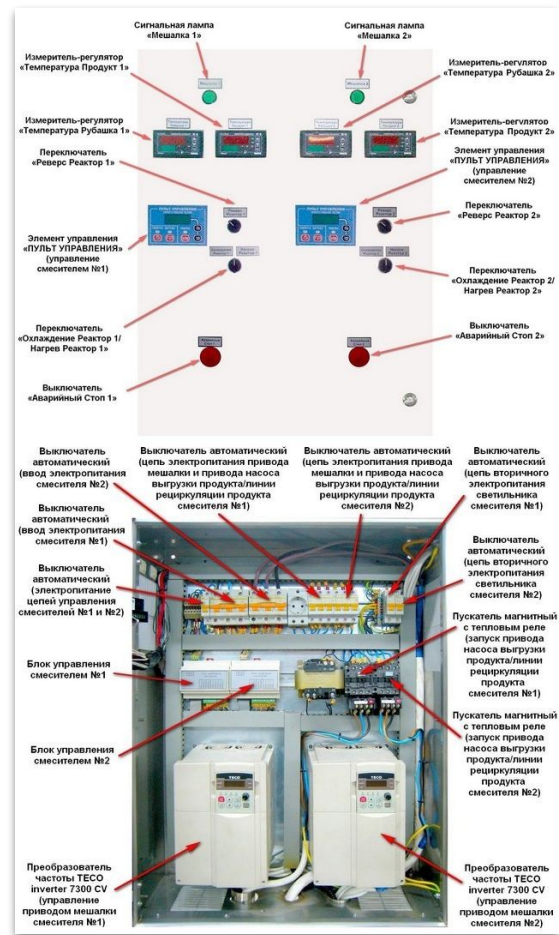 Сигнальная лампа
«Мешалка 1»
Сигнальная лампа
«Мешалка 2»
Измеритель-регулятор
«Температура Продукт 1»
Измеритель-регулятор
«Температура Рубашка 2»
Измеритель-регулятор
«Температура Рубашка 1»
Измеритель-регулятор
«Температура Продукт 2»
Переключатель
«Реверс Реактор 1»
Элемент управления
«ПУЛЬТ УПРАВЛЕНИЯ»
(управление
смесителем №2)
ПУЛЬТ УПРАВЛЕНИЯ
ПУЛЬТ УПРАВЛЕНИЯ
Переключатель
«Реверс Реактор 2»
Элемент управления
«ПУЛЬТ УПРАВЛЕНИЯ»
(управление
смесителем №1)
Переключатель
«Охлаждение Реактор 2/
Нагрев Реактор 2»
Переключатель
«Охлаждение Реактор 1/
Нагрев Реактор 1»
Выключатель
«Аварийный Стоп 2»
Выключатель
«Аварийный Стоп 1»
Выключатель
автоматический
(ввод электропитания
смесителя №2)
Выключатель автоматический
(цепь электропитания привода
мешалки и привода насоса
выгрузки продукта/линии
рециркуляции продукта
смесителя №1)
Выключатель автоматический
(цепь электропитания привода
мешалки и привода насоса
выгрузки продукта/линии
рециркуляции продукта
смесителя №2)
Выключатель
автоматический
(цепь вторичного
электропитания
светильника
смесителя №1)
Выключатель
автоматический
(ввод электропитания
смесителя №1)
Выключатель
автоматический
(цепь вторичного
электропитания
светильника
смесителя №2)
Выключатель
автоматический
(электропитание
цепей управления
смесителей №1 и №2)
Пускатель магнитный
с тепловым реле
(запуск привода
насоса выгрузки
продукта/линии
рециркуляции
продукта
смесителя №1)
Блок управления
смесителем №1
Блок управления
смесителем №2
Пускатель магнитный
с тепловым реле
(запуск привода
насоса выгрузки
продукта/линии
рециркуляции
продукта
смесителя №2)
TECO
TECO
Преобразователь
частоты TECO
inverter 7300 CV
(управление
приводом мешалки
смесителя №1)
Преобразователь
частоты TECO
inverter 7300 CV
(управление
приводом мешалки
смесителя №2)